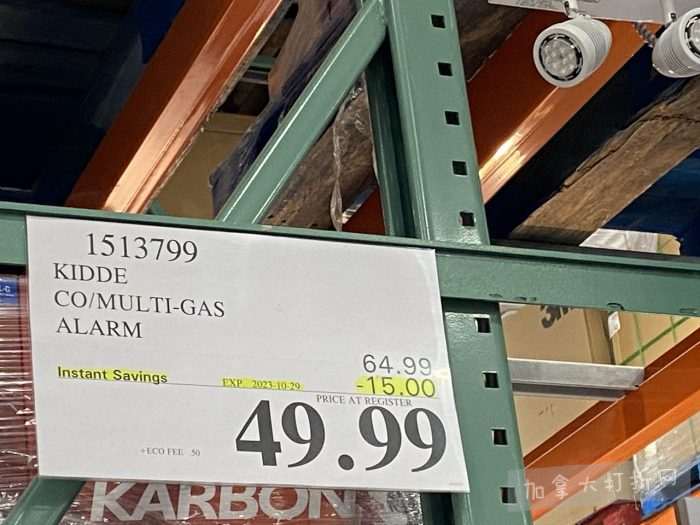 1513799
KIDDE
CO/MULTI-GAS
ALARM
64.99
Instant Savings EXP. 2023-10-29 -15.00
PRICE AT REGISTER
+ECO FEE .50 49.99
KARBON
3M
加拿大打折网